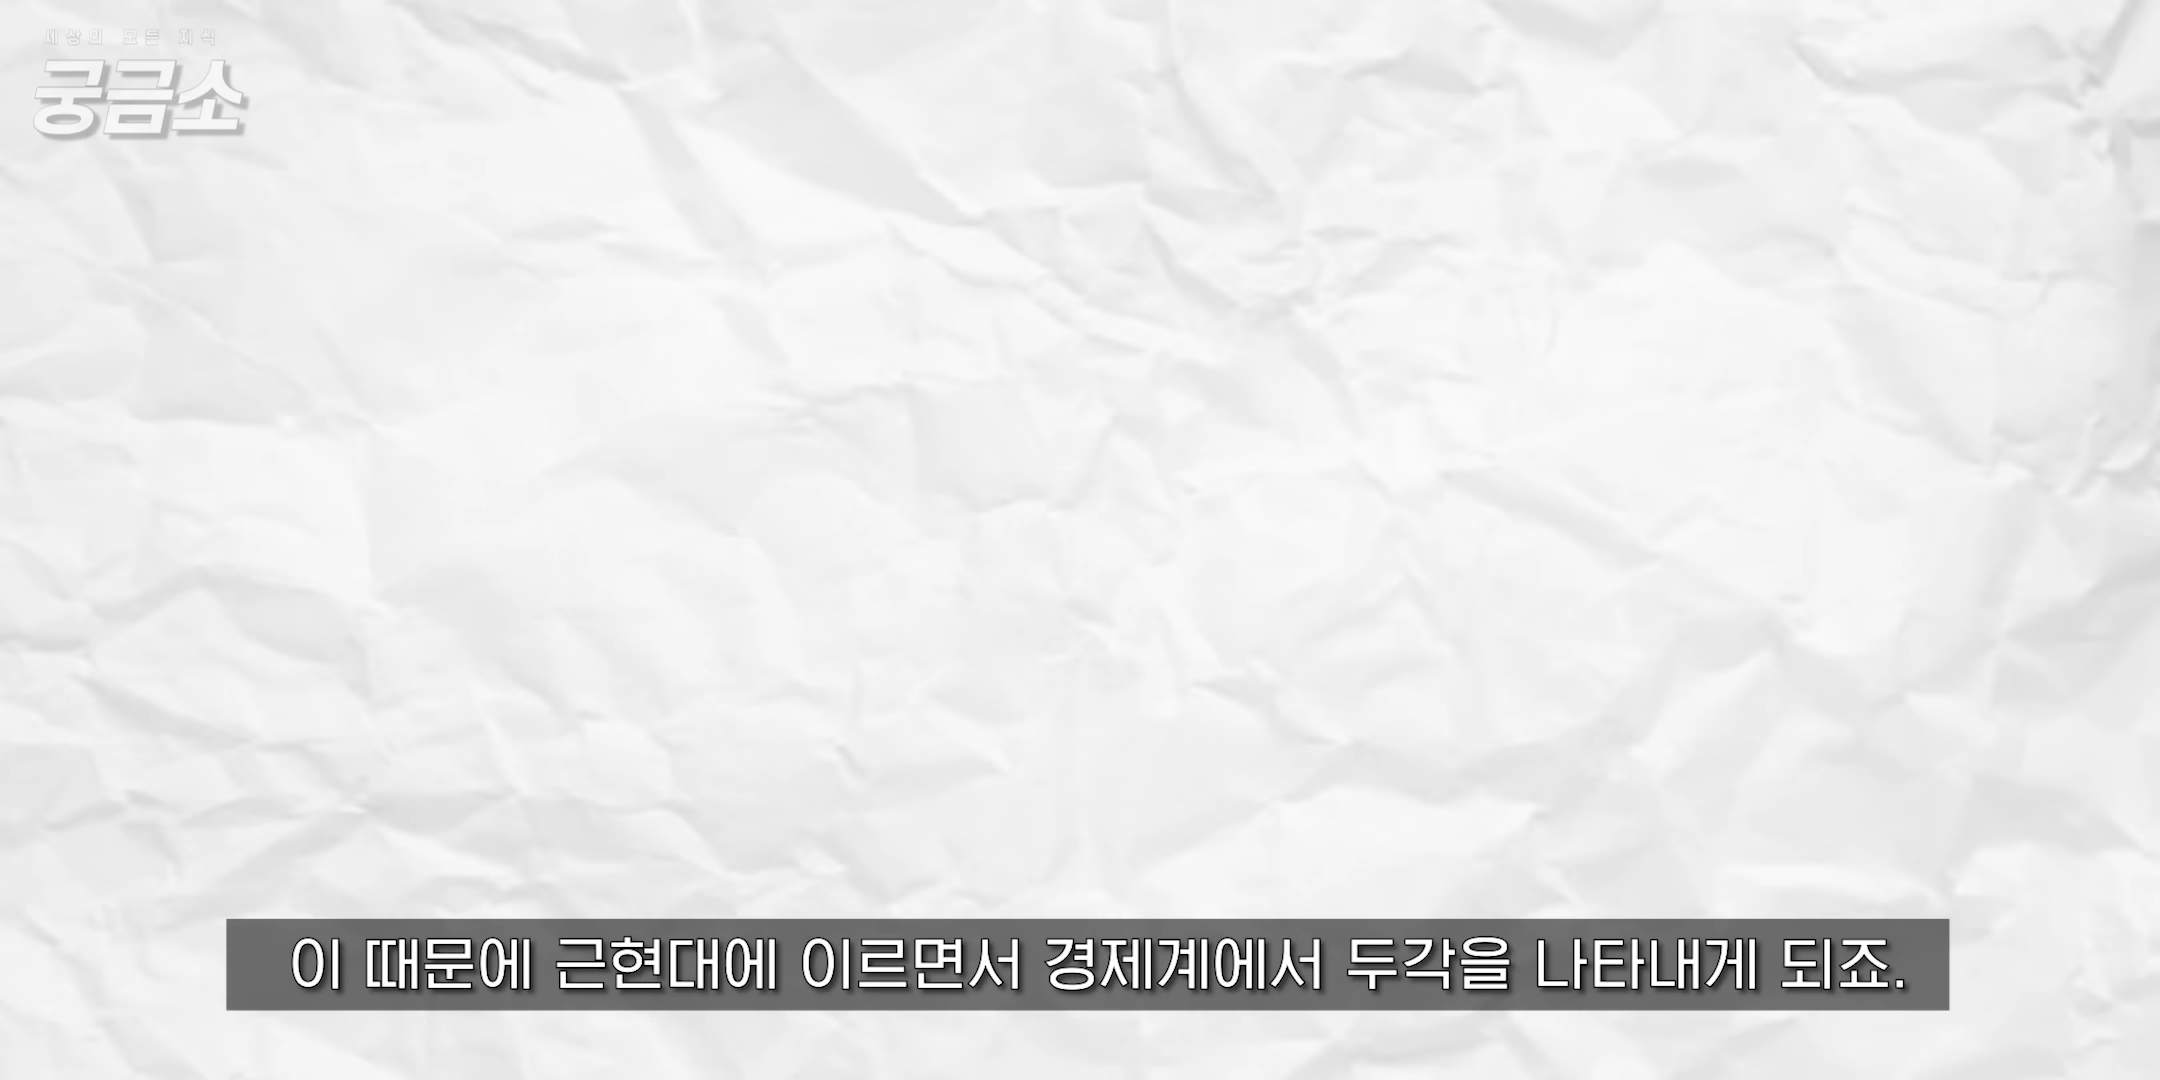 세상의 모든 지식
궁금소
이 때문에 근현대에 이르면서 경제계에서 두각을 나타내게 되죠.